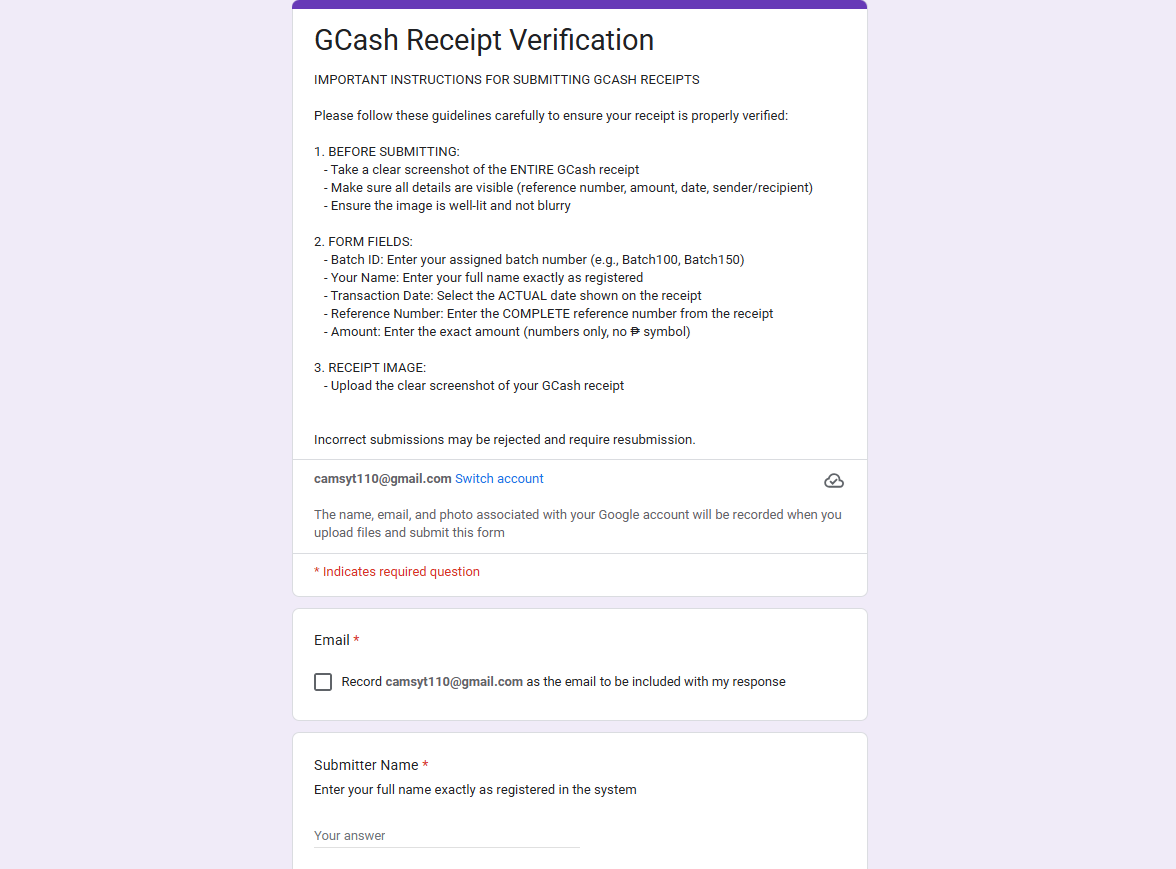 GCash Receipt Verification
IMPORTANT INSTRUCTIONS FOR SUBMITTING GCASH RECEIPTS
Please follow these guidelines carefully to ensure your receipt is properly verified:
1. BEFORE SUBMITTING:
- Take a clear screenshot of the ENTIRE GCash receipt
- Make sure all details are visible (reference number, amount, date, sender/recipient)
- Ensure the image is well-lit and not blurry
2. FORM FIELDS:
- Batch ID: Enter your assigned batch number (e.g., Batch100, Batch150)
- Your Name: Enter your full name exactly as registered
- Transaction Date: Select the ACTUAL date shown on the receipt
- Reference Number: Enter the COMPLETE reference number from the receipt
- Amount: Enter the exact amount (numbers only, no ₱ symbol)
3. RECEIPT IMAGE:
- Upload the clear screenshot of your GCash receipt
Incorrect submissions may be rejected and require resubmission.
camsyt110@gmail.com Switch account
The name, email, and photo associated with your Google account will be recorded when you
upload files and submit this form
* Indicates required question
Email *
Record camsyt110@gmail.com as the email to be included with my response
Submitter Name *
Enter your full name exactly as registered in the system
Your answer